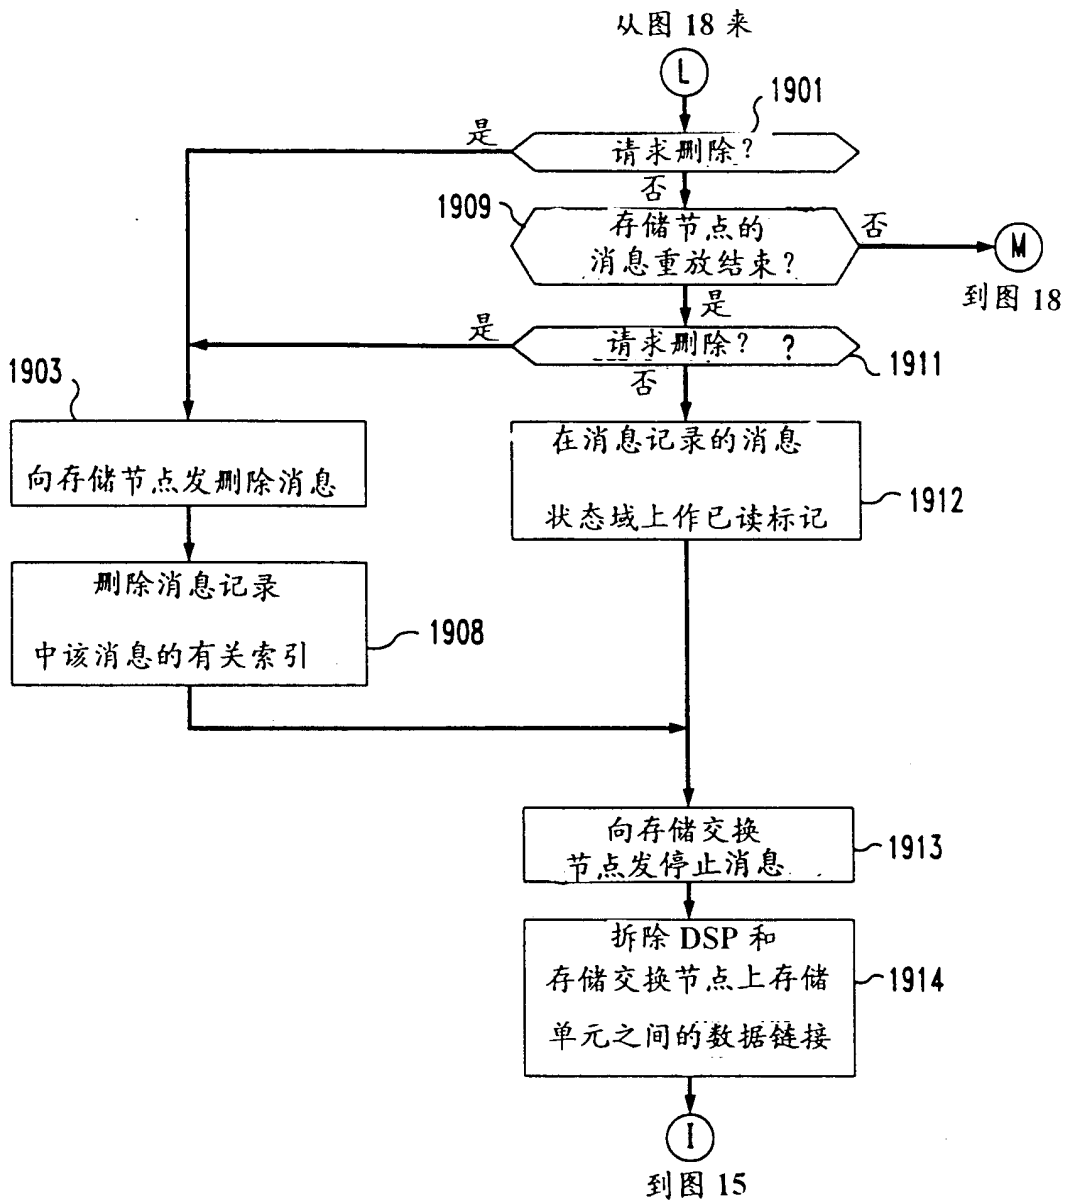 从图 18 来
L
1901
是
请求删除?
否
1909
存储节点的
消息重放结束?
否
M
到图 18
是
是
请求删除? ?
1911
否
1903
向存储节点发删除消息
在消息记录的消息
状态域上作已读标记
1912
删除消息记录
中该消息的有关索引
1908
向存储交换
节点发停止消息
1913
拆除 DSP 和
存储交换节点上存储
单元之间的数据链接
1914
I
到图 15